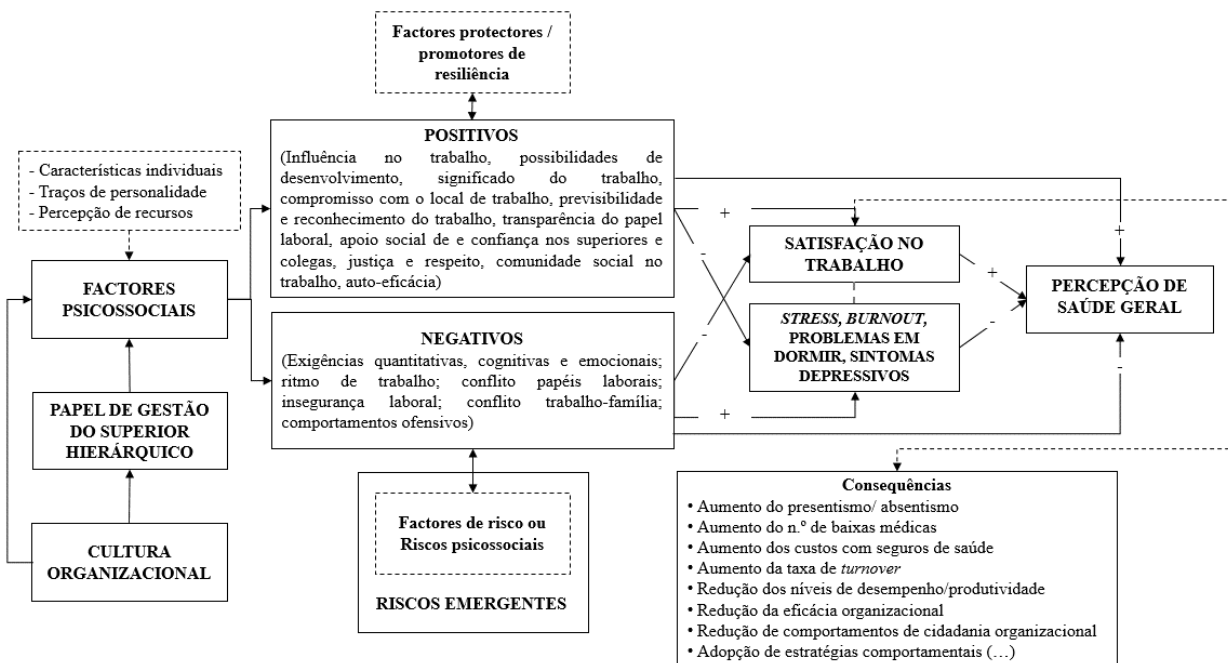 Factores protectores /
promotores de
resiliência
POSITIVOS
(Influência no trabalho, possibilidades de
desenvolvimento, significado do trabalho,
compromisso com o local de trabalho, previsibilidade
e reconhecimento do trabalho, transparência do papel
laboral, apoio social de e confiança nos superiores e
colegas, justiça e respeito, comunidade social no
trabalho, auto-eficácia)
- Características individuais
- Traços de personalidade
- Percepção de recursos
FACTORES
PSICOSSOCIAIS
PAPEL DE GESTÃO
DO SUPERIOR
HIERÁRQUICO
CULTURA
ORGANIZACIONAL
NEGATIVOS
(Exigências quantitativas, cognitivas e emocionais;
ritmo de trabalho; conflito papéis laborais;
insegurança laboral; conflito trabalho-família;
comportamentos ofensivos)
Factores de risco ou
Riscos psicossociais
RISCOS EMERGENTES
+
-
-
+
SATISFAÇÃO NO
TRABALHO
STRESS, BURNOUT,
PROBLEMAS EM
DORMIR, SINTOMAS
DEPRESSIVOS
+
+
-
-
PERCEPÇÃO DE
SAÚDE GERAL
Consequências
• Aumento do presentismo/ absentismo
• Aumento do n.º de baixas médicas
• Aumento dos custos com seguros de saúde
• Aumento da taxa de turnover
• Redução dos níveis de desempenho/produtividade
• Redução da eficácia organizacional
• Redução de comportamentos de cidadania organizacional
• Adopção de estratégias comportamentais (…)